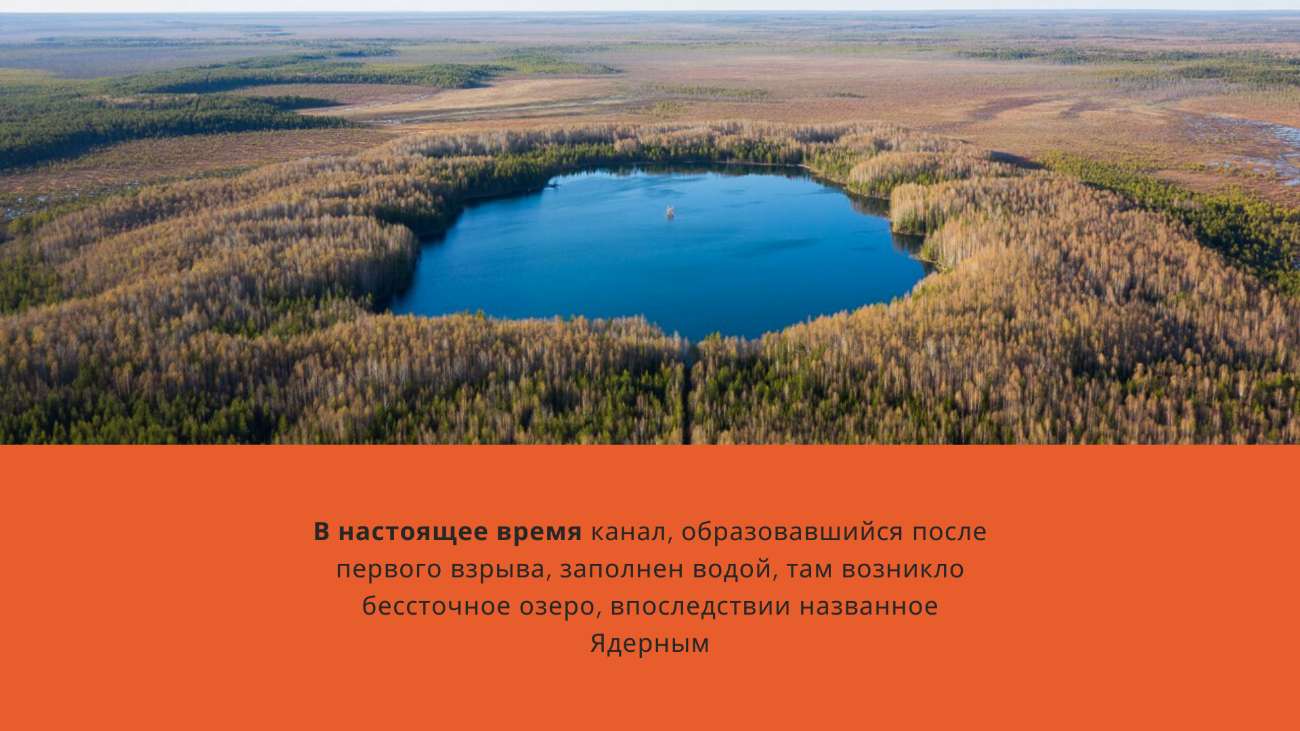 В настоящее время канал, образовавшийся после
первого взрыва, заполнен водой, там возникло
бессточное озеро, впоследствии названное
Ядерным